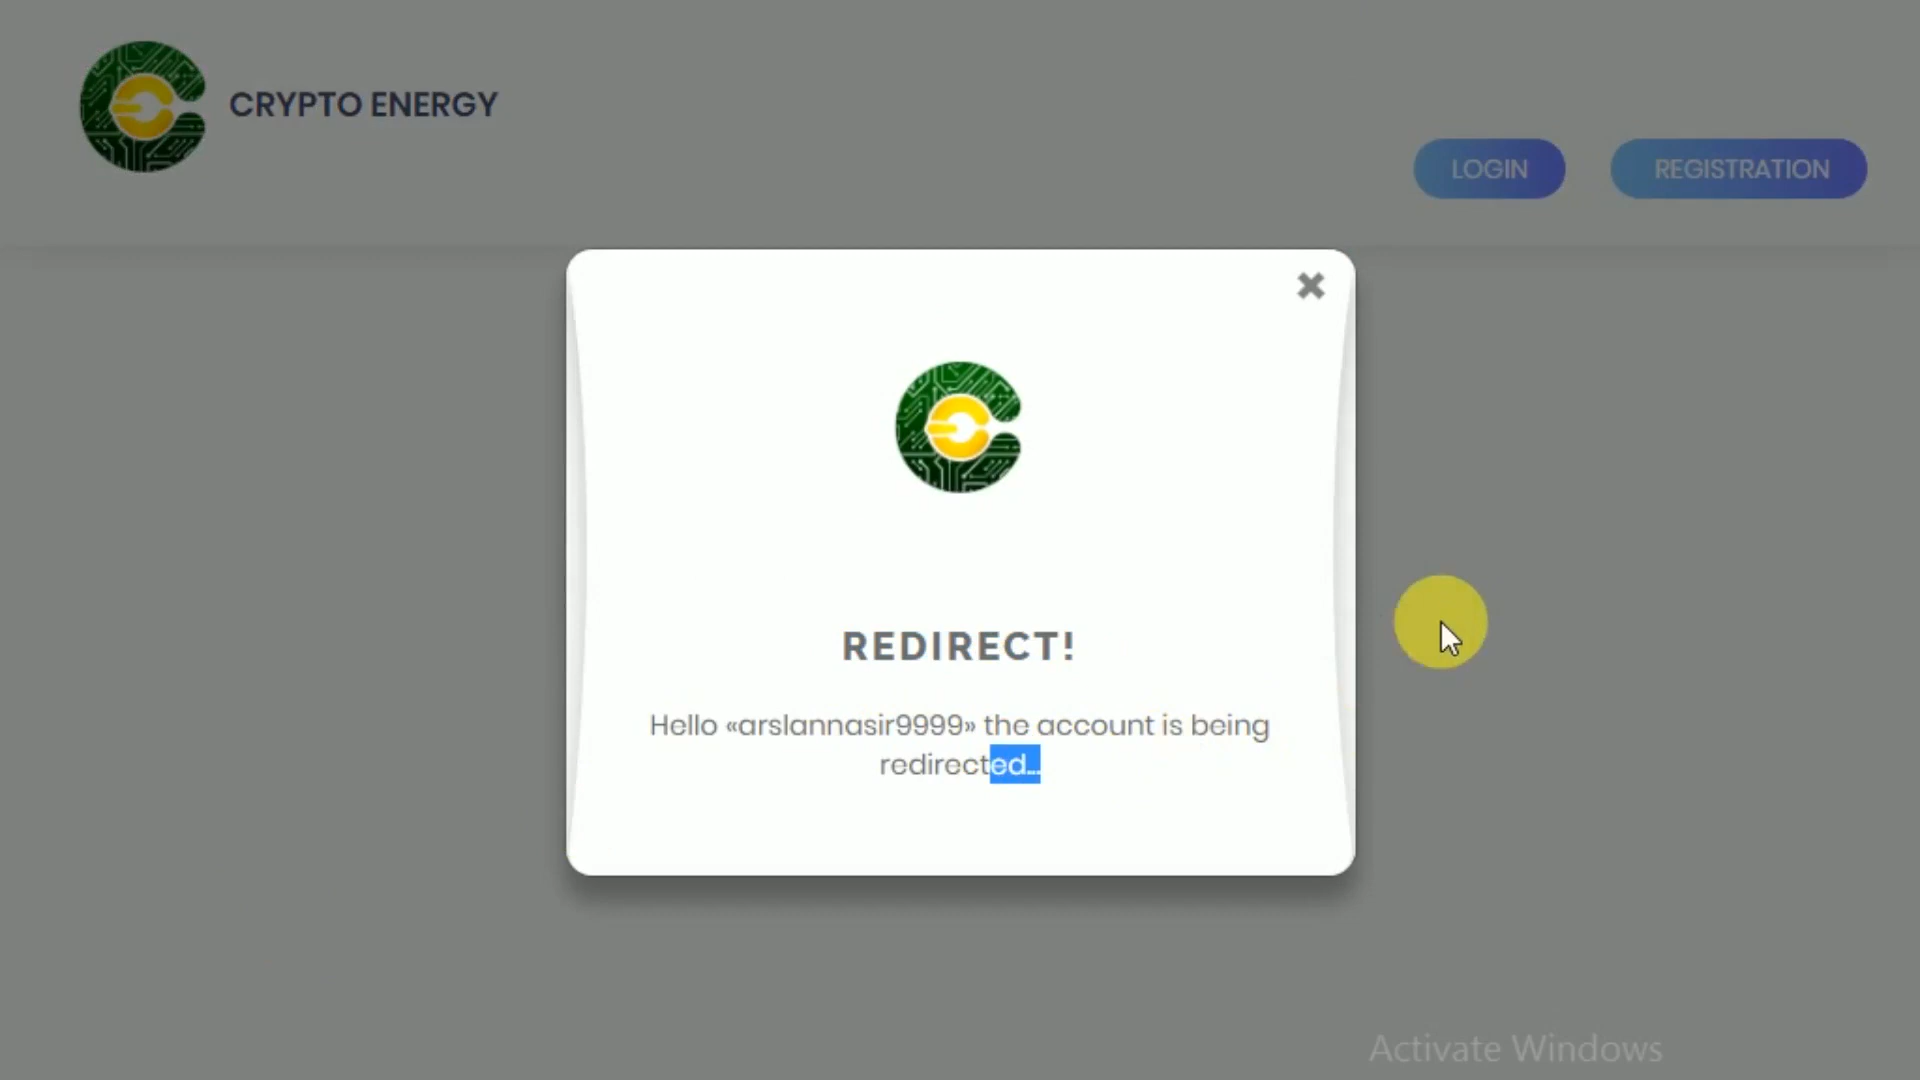 CRYPTO ENERGY
LOGIN
REGISTRATION
REDIRECT!
Hello «arslannasir9999» the account is being
redirected...
Activate Windows